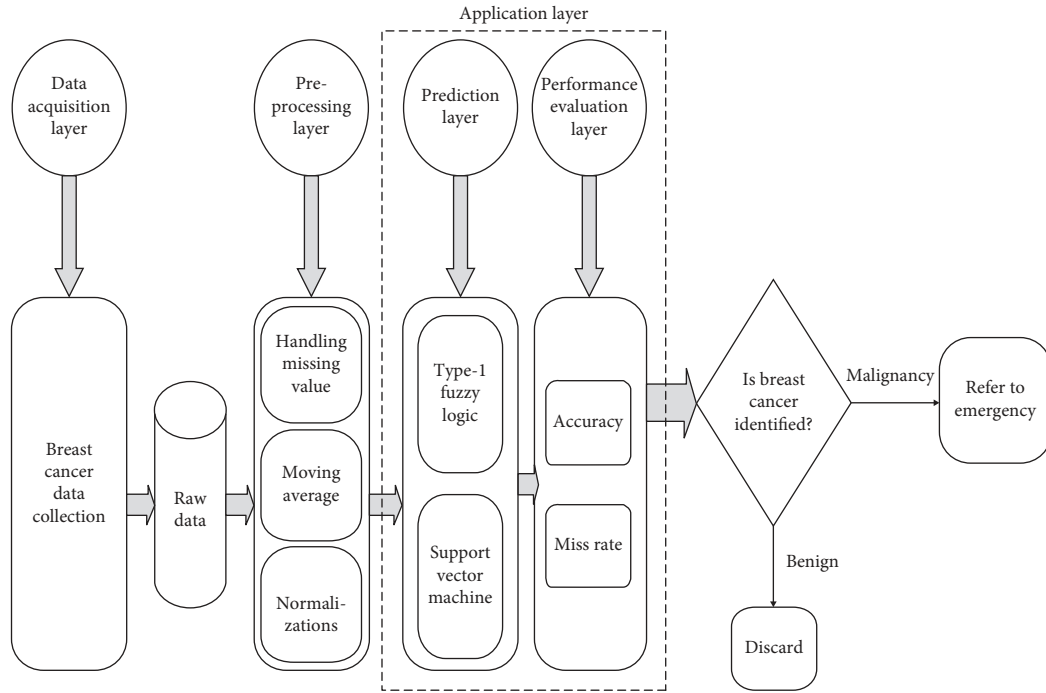 Application layer
Data
acquisition
layer
Pre-
processing
layer
Prediction
layer
Performance
evaluation
layer
Breast
cancer
data
collection
Raw
data
Handling
missing
value
Moving
average
Normali-
zations
Type-1
fuzzy
logic
Support
vector
machine
Accuracy
Miss rate
Is breast
cancer
identified?
Malignancy
Refer to
emergency
Benign
Discard